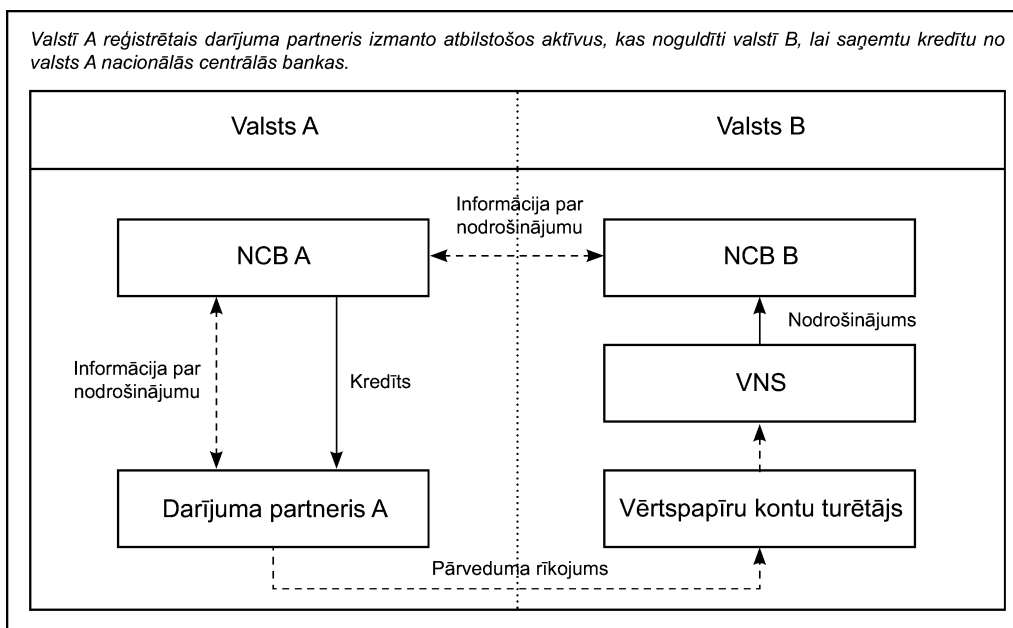 Valstī A reģistrētais darījuma partneris izmanto atbilstošos aktīvus, kas noguldīti valstī B, lai saņemtu kredītu no
valsts A nacionālās centrālās bankas.
Valsts A
Valsts B
Informācija par
nodrošinājumu
NCB A
NCB B
Nodrošinājums
Informācija par
nodrošinājumu
Kredīts
VNS
Darījuma partneris A
Vērtspapīru kontu turētājs
Pārveduma rīkojums